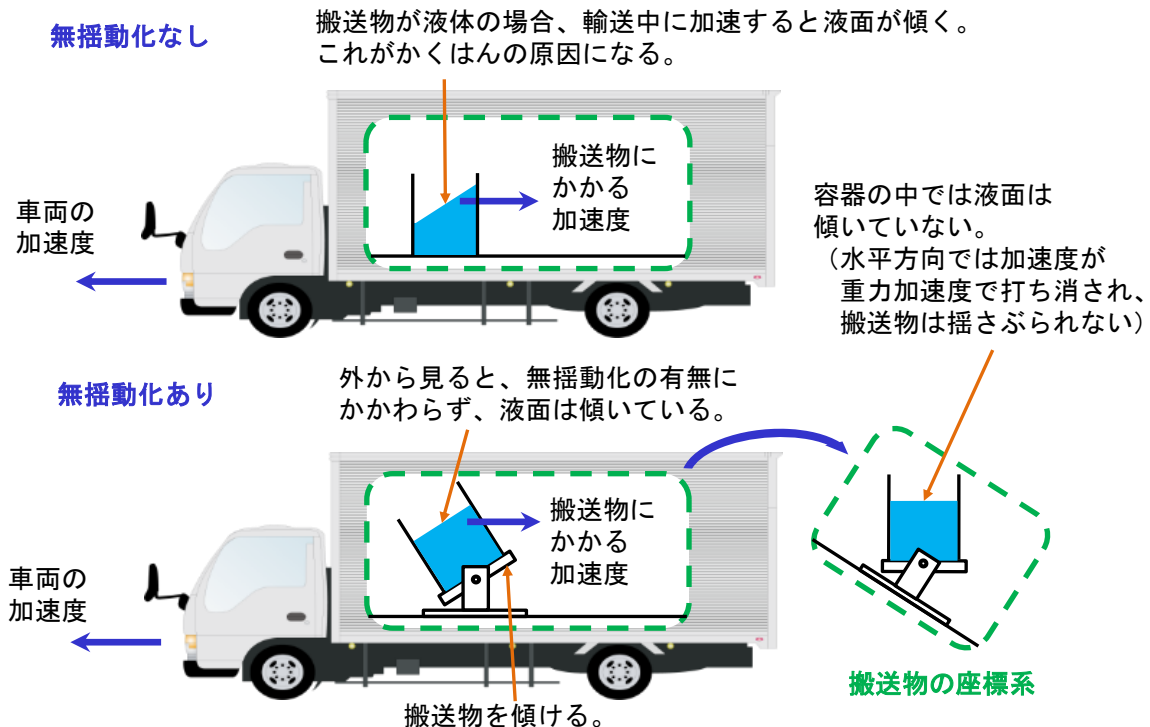 無揺動化なし
搬送物が液体の場合、輸送中に加速すると液面が傾く。
これがかくはんの原因になる。
搬送物に
かかる
加速度
車両の
加速度
容器の中では液面は
傾いていない。
（水平方向では加速度が
重力加速度で打ち消され、
搬送物は揺さぶられない）
無揺動化あり
外から見ると、無揺動化の有無に
かかわらず、液面は傾いている。
搬送物に
かかる
加速度
車両の
加速度
搬送物の座標系
搬送物を傾ける。